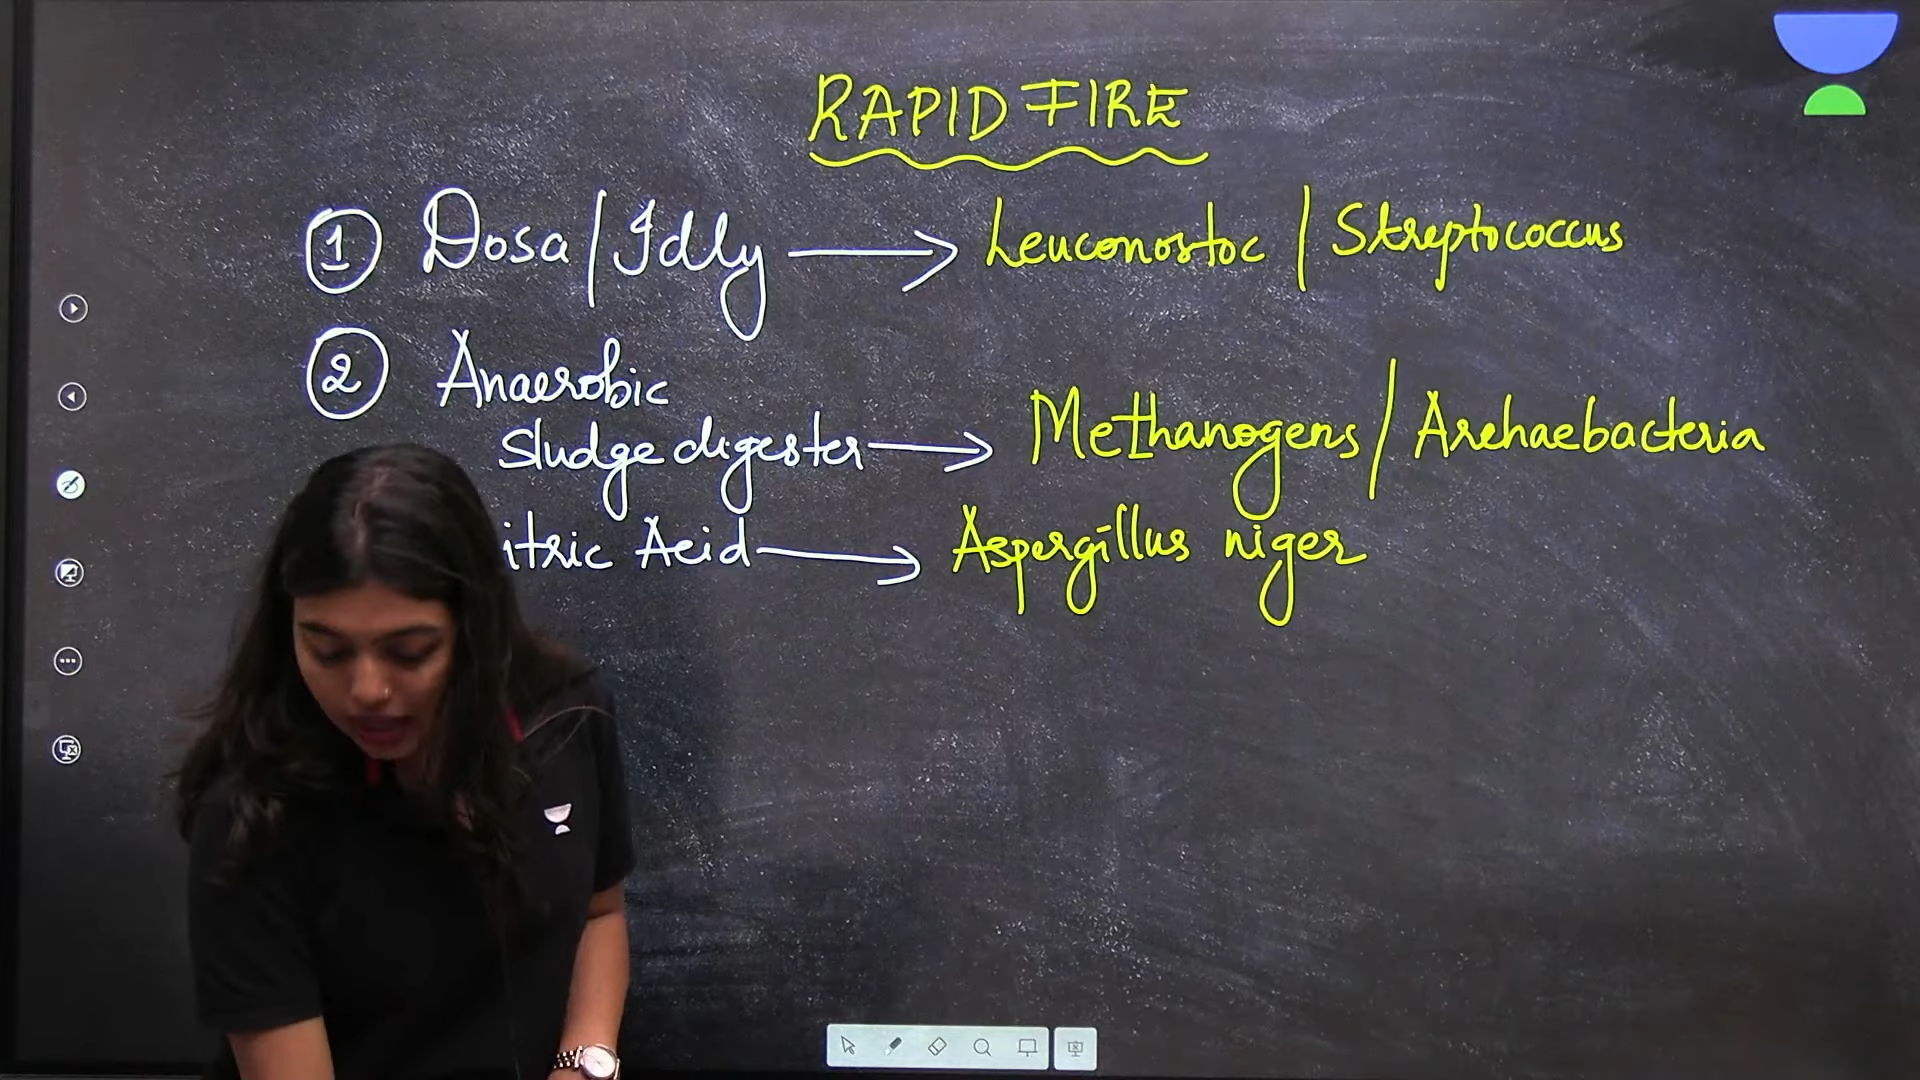 RAPID FIRE
1 Dosa / Idly → Leuconostoc / Streptococcus
2 Anaerobic
sludge digester → Methanogens / Archaebacteria
itric Acid → Aspergillus niger